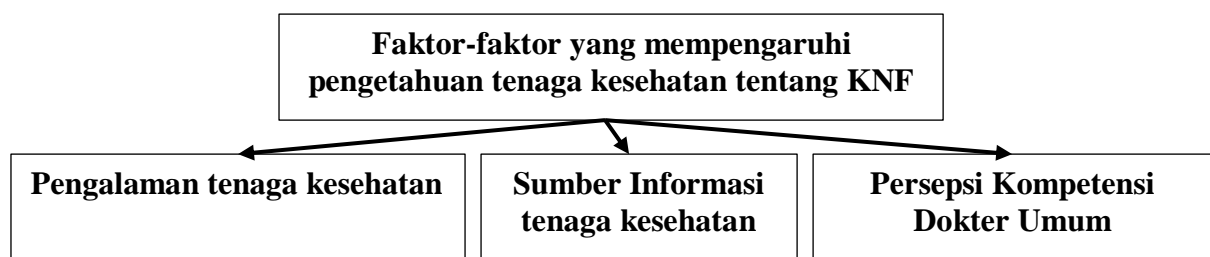 Faktor-faktor yang mempengaruhi
pengetahuan tenaga kesehatan tentang KNF
Pengalaman tenaga kesehatan
Sumber Informasi
tenaga kesehatan
Persepsi Kompetensi
Dokter Umum